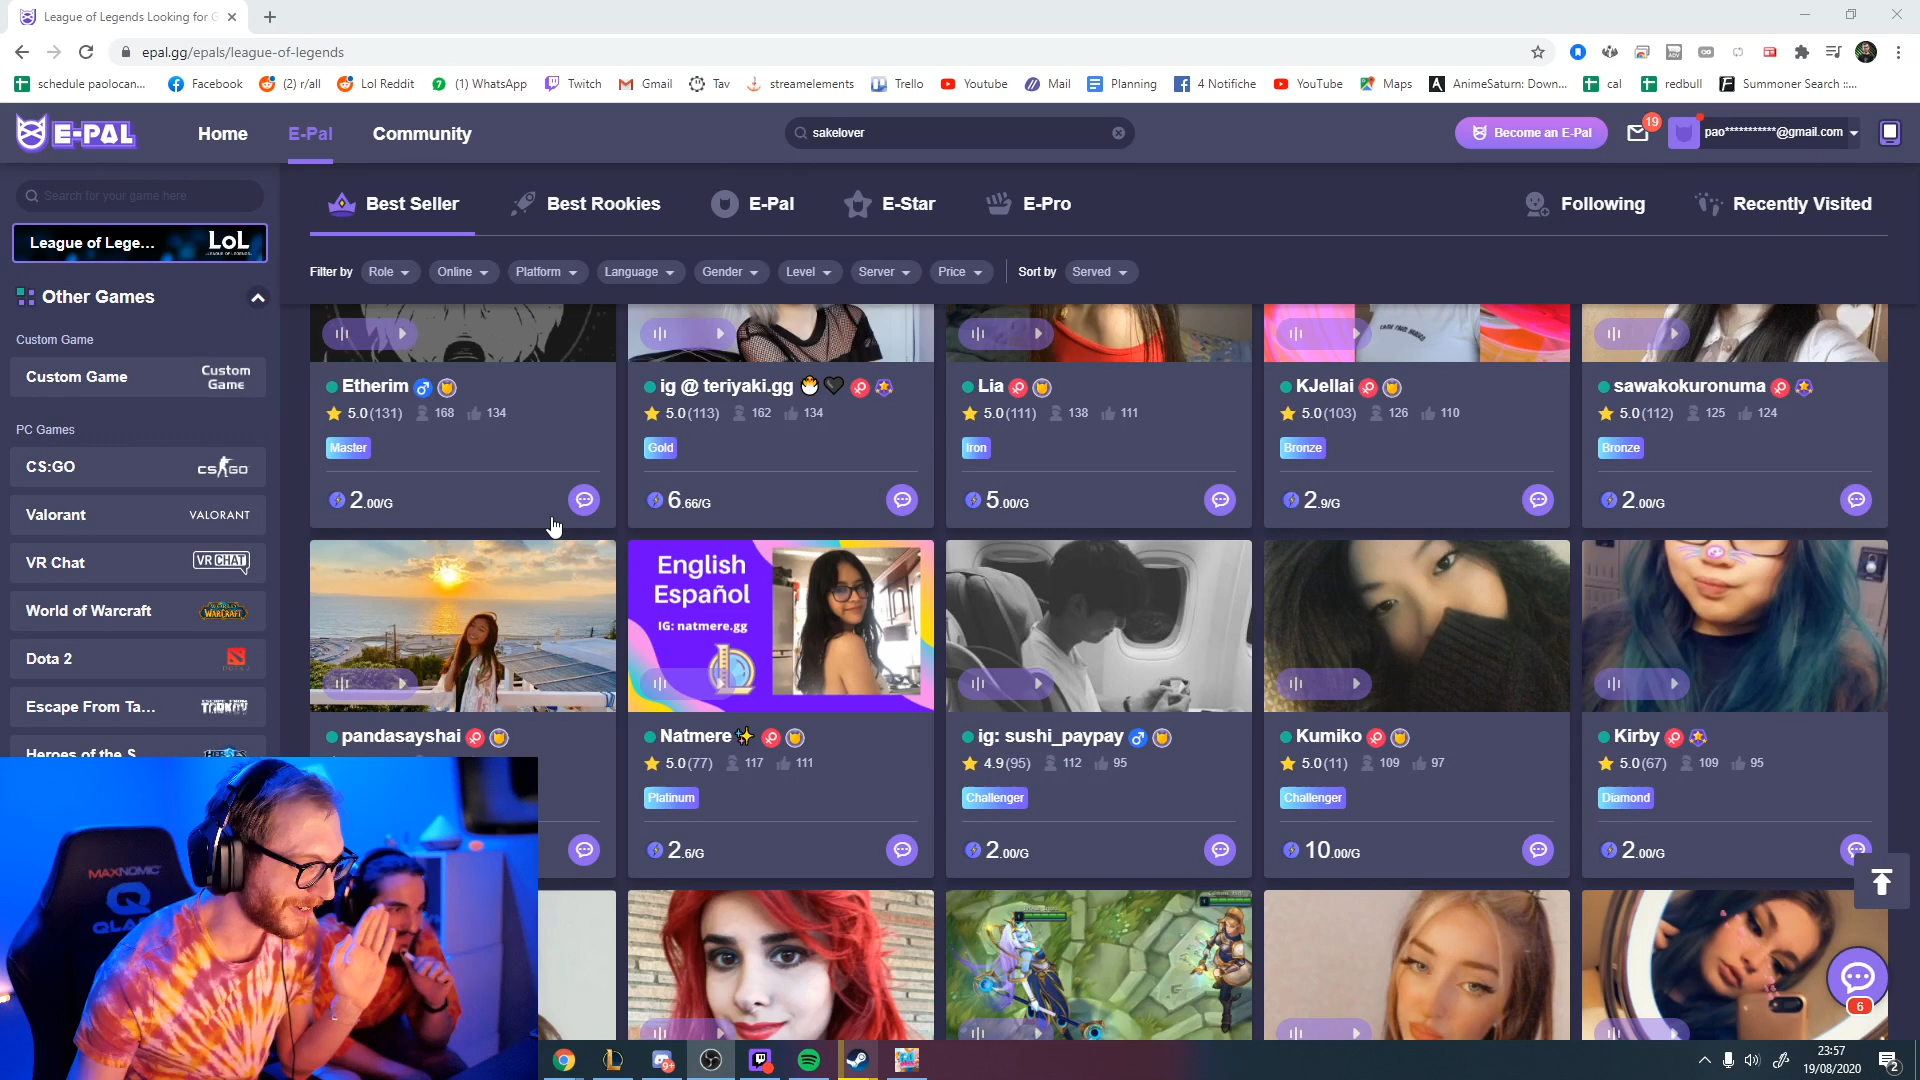 League of Legends Looking for G
epal.gg/epals/league-of-legends
schedule paolocan...
Facebook
(2) r/all
Lol Reddit
(1) WhatsApp
Twitch
Gmail
Tav
streamelements
Trello
Youtube
Mail
Planning
4 Notifiche
YouTube
Maps
AnimeSaturn: Down...
cal
redbull
Summoner Search ::...
E-PAL
Home
E-Pal
Community
sakelover
Become an E-Pal
19
pao***********@gmail.com
Search for your game here
Best Seller
Best Rookies
E-Pal
E-Star
E-Pro
Following
Recently Visited
League of Lege...
LoL
Filter by
Role
Online
Platform
Language
Gender
Level
Server
Price
Sort by
Served
Other Games
Custom Game
Custom Game
Custom
Game
PC Games
CS:GO
CS GO
Valorant
VALORANT
VR Chat
VR CHAT
World of Warcraft
WARCRAFT
Dota 2
Escape From Ta...
Heroes of the S
Etherim
5.0 (131) 168 134
Master
2.00/G
ig @ teriyaki.gg
5.0 (113) 162 134
Gold
6.66/G
Lia
5.0 (111) 138 111
Iron
5.00/G
KJellai
5.0 (103) 126 110
Bronze
2.9/G
sawakokuronuma
5.0 (112) 125 124
Bronze
2.00/G
English
Español
IG: natmere.gg
pandasayshai
Natmere
5.0 (77) 117 111
Platinum
2.6/G
ig: sushi_paypay
4.9 (95) 112 95
Challenger
2.00/G
Kumiko
5.0 (11) 109 97
Challenger
10.00/G
Kirby
5.0 (67) 109 95
Diamond
2.00/G
MAXNOMIC
6
9+
23:57
19/08/2020
2